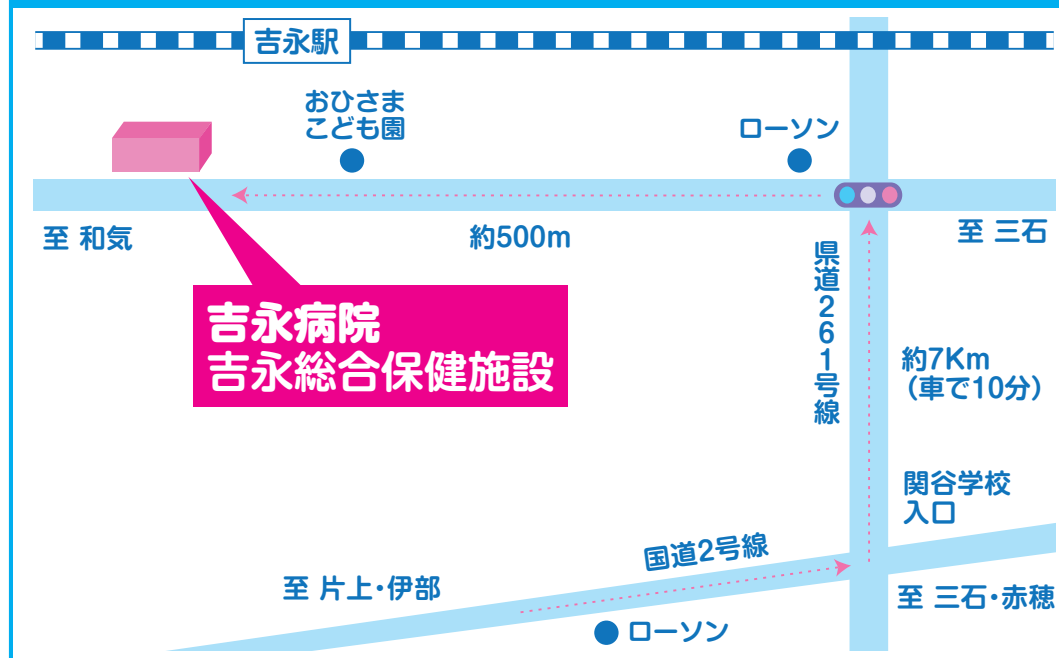 吉永駅
おひさま
こども園
ローソン
至 和気
約500m
至 三石
吉永病院
吉永総合保健施設
県道261号線
約7Km
（車で10分）
関谷学校
入口
国道2号線
至 片上・伊部
至 三石・赤穂
ローソン